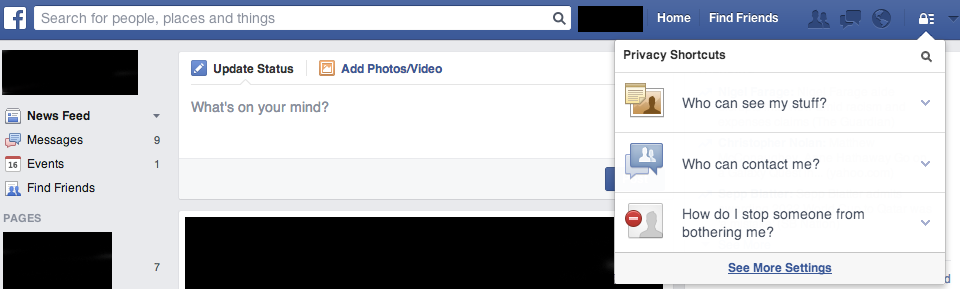 f
Search for people, places and things
Home
Find Friends
News Feed
Messages 9
16
Events 1
Find Friends
PAGES
7
Update Status
Add Photos/Video
What's on your mind?
Privacy Shortcuts
Who can see my stuff?
Who can contact me?
How do I stop someone from
bothering me?
See More Settings